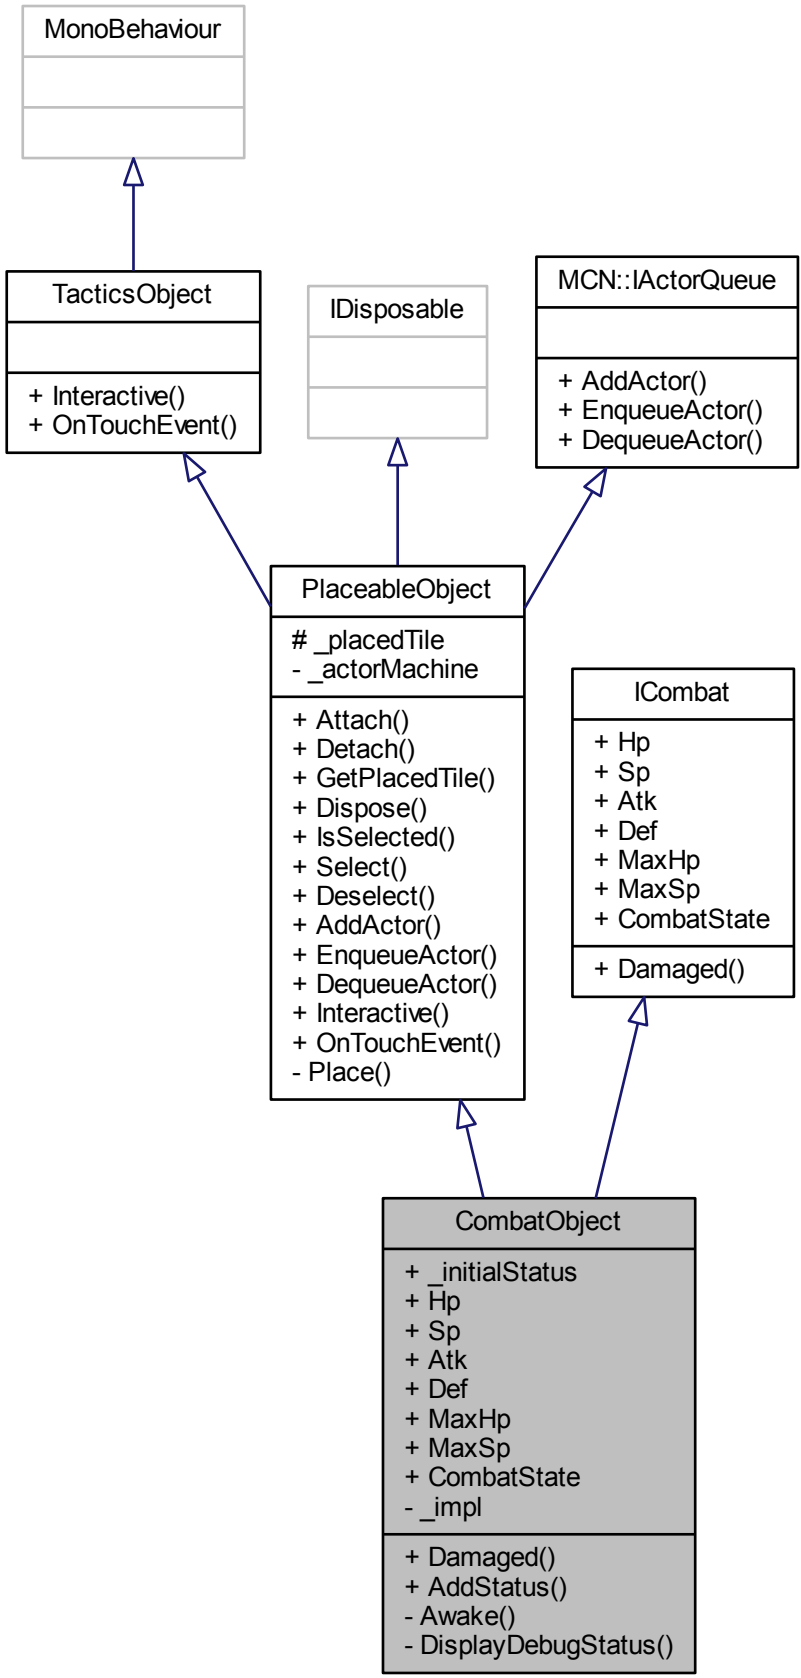 MonoBehaviour
TacticsObject
+ Interactive()
+ OnTouchEvent()
IDisposable
MCN::IActorQueue
+ AddActor()
+ EnqueueActor()
+ DequeueActor()
PlaceableObject
# _placedTile
- _actorMachine
+ Attach()
+ Detach()
+ GetPlacedTile()
+ Dispose()
+ IsSelected()
+ Select()
+ Deselect()
+ AddActor()
+ EnqueueActor()
+ DequeueActor()
+ Interactive()
+ OnTouchEvent()
- Place()
ICombat
+ Hp
+ Sp
+ Atk
+ Def
+ MaxHp
+ MaxSp
+ CombatState
+ Damaged()
CombatObject
+ _initialStatus
+ Hp
+ Sp
+ Atk
+ Def
+ MaxHp
+ MaxSp
+ CombatState
- _impl
+ Damaged()
+ AddStatus()
- Awake()
- DisplayDebugStatus()